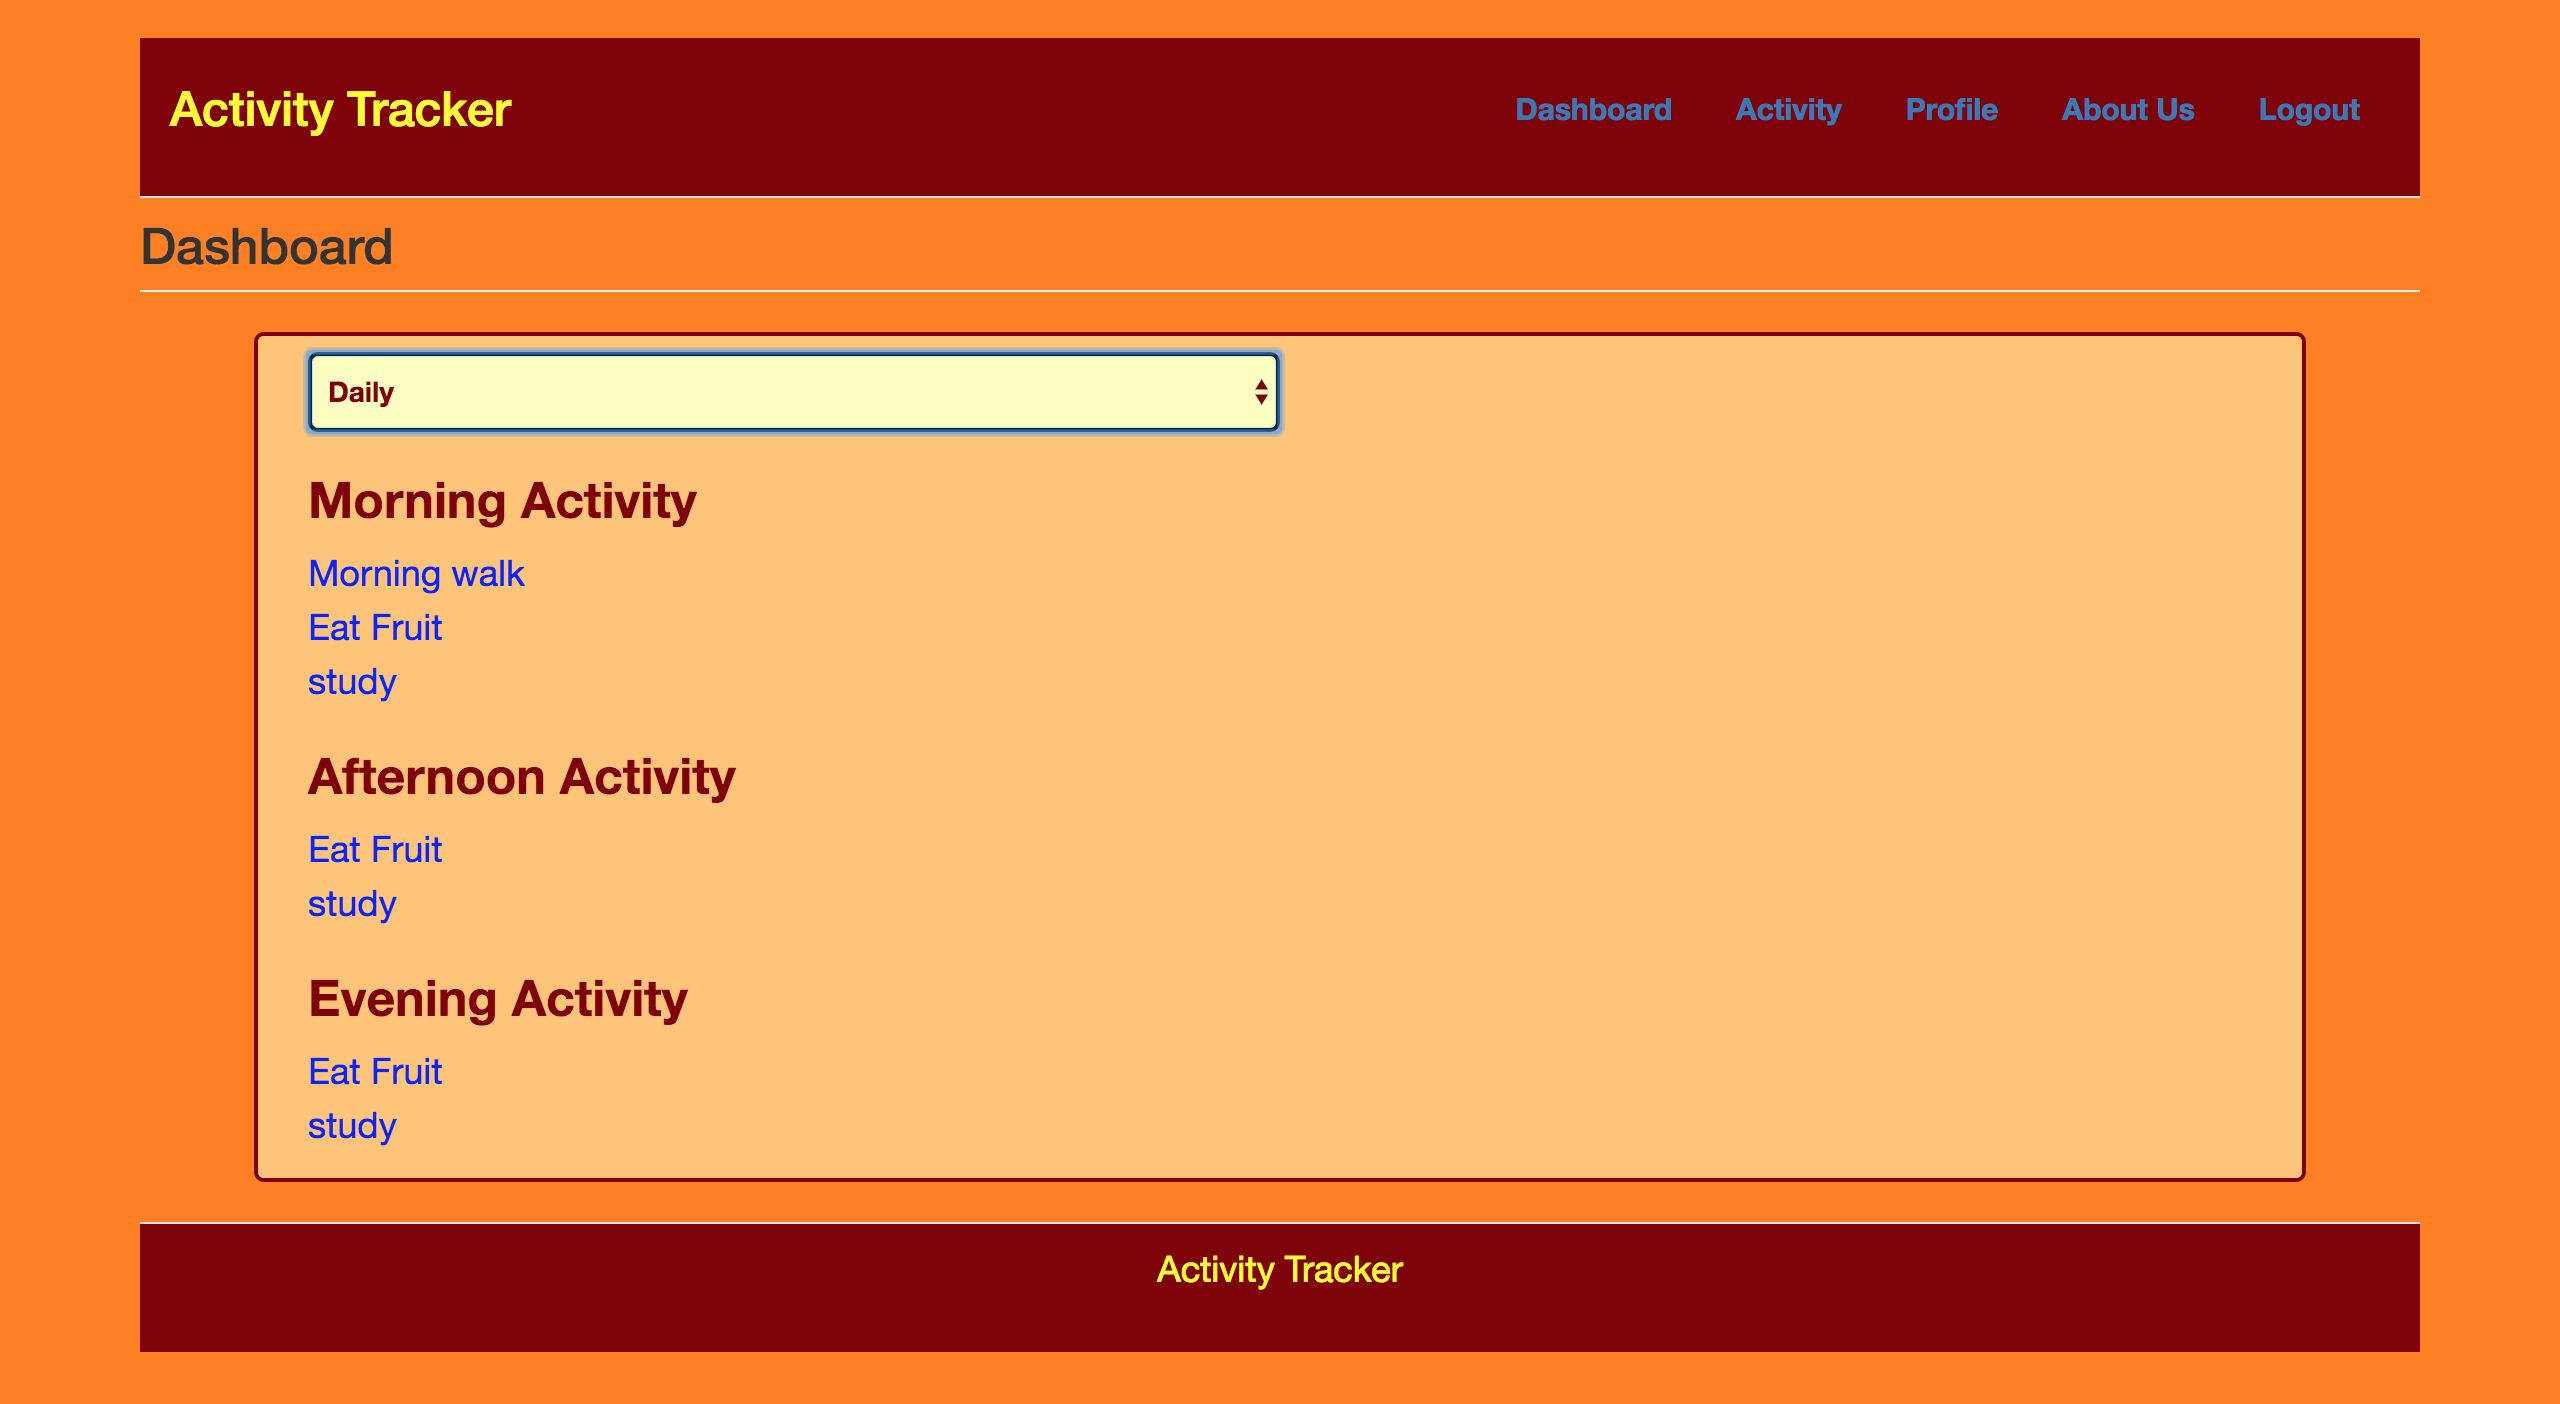 Activity Tracker
Dashboard Activity Profile About Us Logout
Dashboard
Daily
Morning Activity
Morning walk
Eat Fruit
study
Afternoon Activity
Eat Fruit
study
Evening Activity
Eat Fruit
study
Activity Tracker